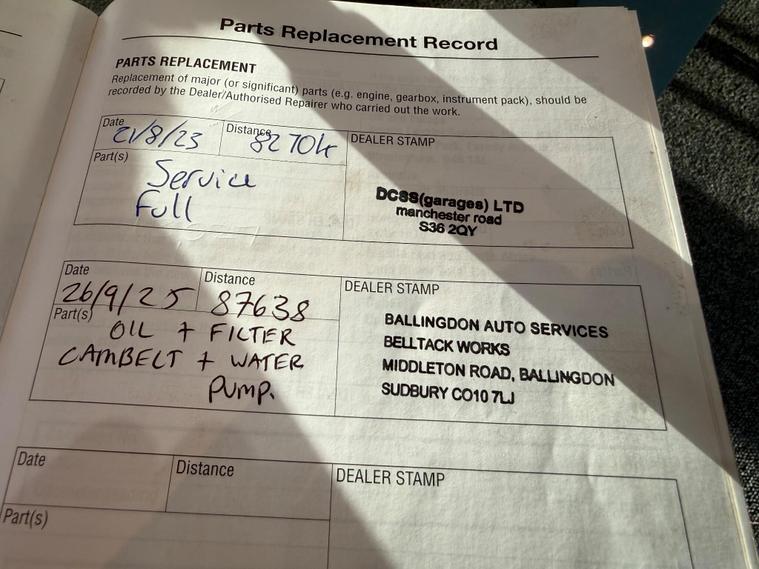 Parts Replacement Record
PARTS REPLACEMENT
Replacement of major (or significant) parts (e.g. engine, gearbox, instrument pack), should be
recorded by the Dealer/Authorised Repairer who carried out the work.
Date
21/8/23
Distance
82704
DEALER STAMP
Part(s)
Service
Full
DCSS(garages) LTD
manchester road
S36 2QY
Date
26/9/25
Distance
87638
DEALER STAMP
Part(s)
OIL + FILTER
CAMBELT + WATER
PUMP.
BALLINGDON AUTO SERVICES
BELLTACK WORKS
MIDDLETON ROAD, BALLINGDON
SUDBURY CO10 7LJ
Date
Distance
DEALER STAMP
Part(s)